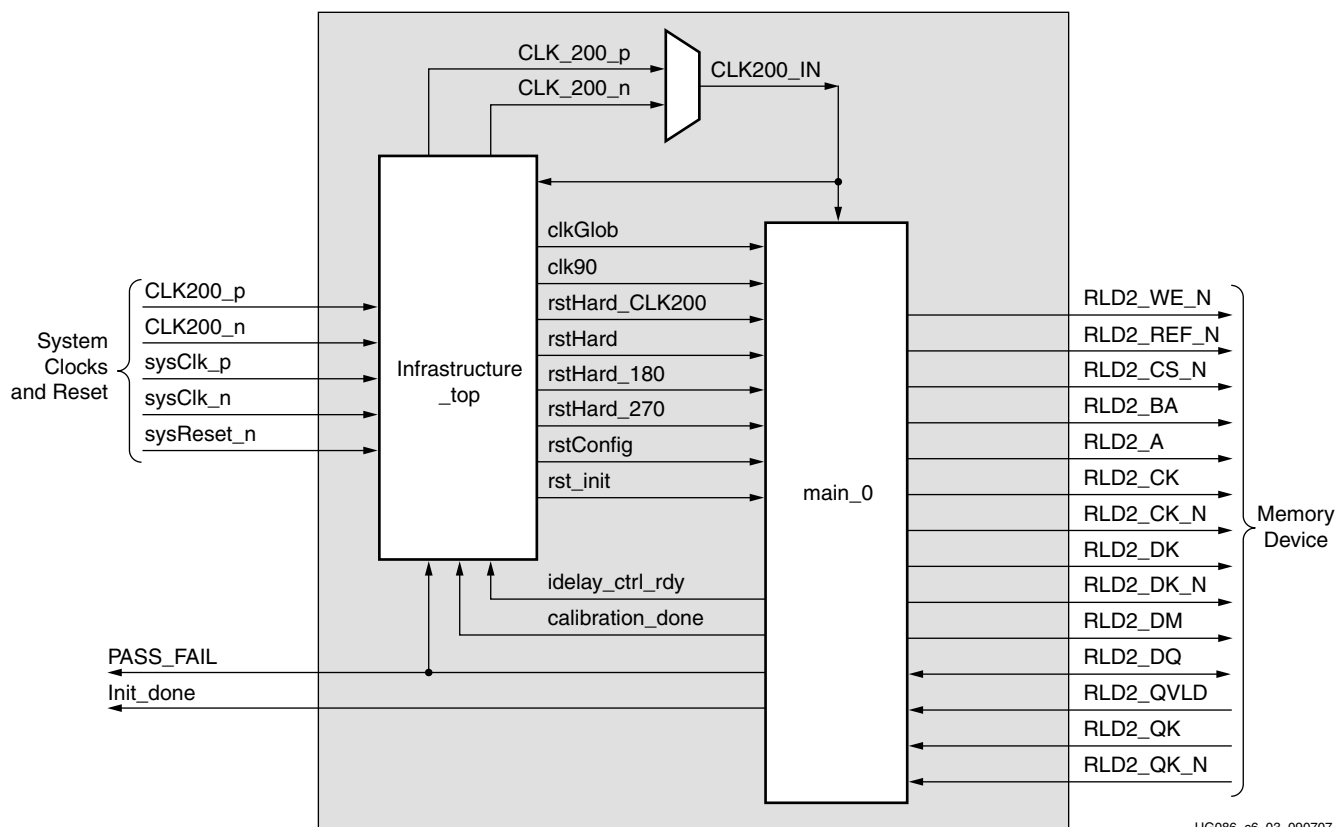 CLK_200_p
CLK_200_n
CLK200_IN
System
Clocks
and Reset
CLK200_p
CLK200_n
sysClk_p
sysClk_n
sysReset_n
Infrastructure
_top
clkGlob
clk90
rstHard_CLK200
rstHard
rstHard_180
rstHard_270
rstConfig
rst_init
idelay_ctrl_rdy
calibration_done
main_0
PASS_FAIL
Init_done
RLD2_WE_N
RLD2_REF_N
RLD2_CS_N
RLD2_BA
RLD2_A
RLD2_CK
RLD2_CK_N
RLD2_DK
RLD2_DK_N
RLD2_DM
RLD2_DQ
RLD2_QVLD
RLD2_QK
RLD2_QK_N
Memory
Device
UG086_c6_03_090707